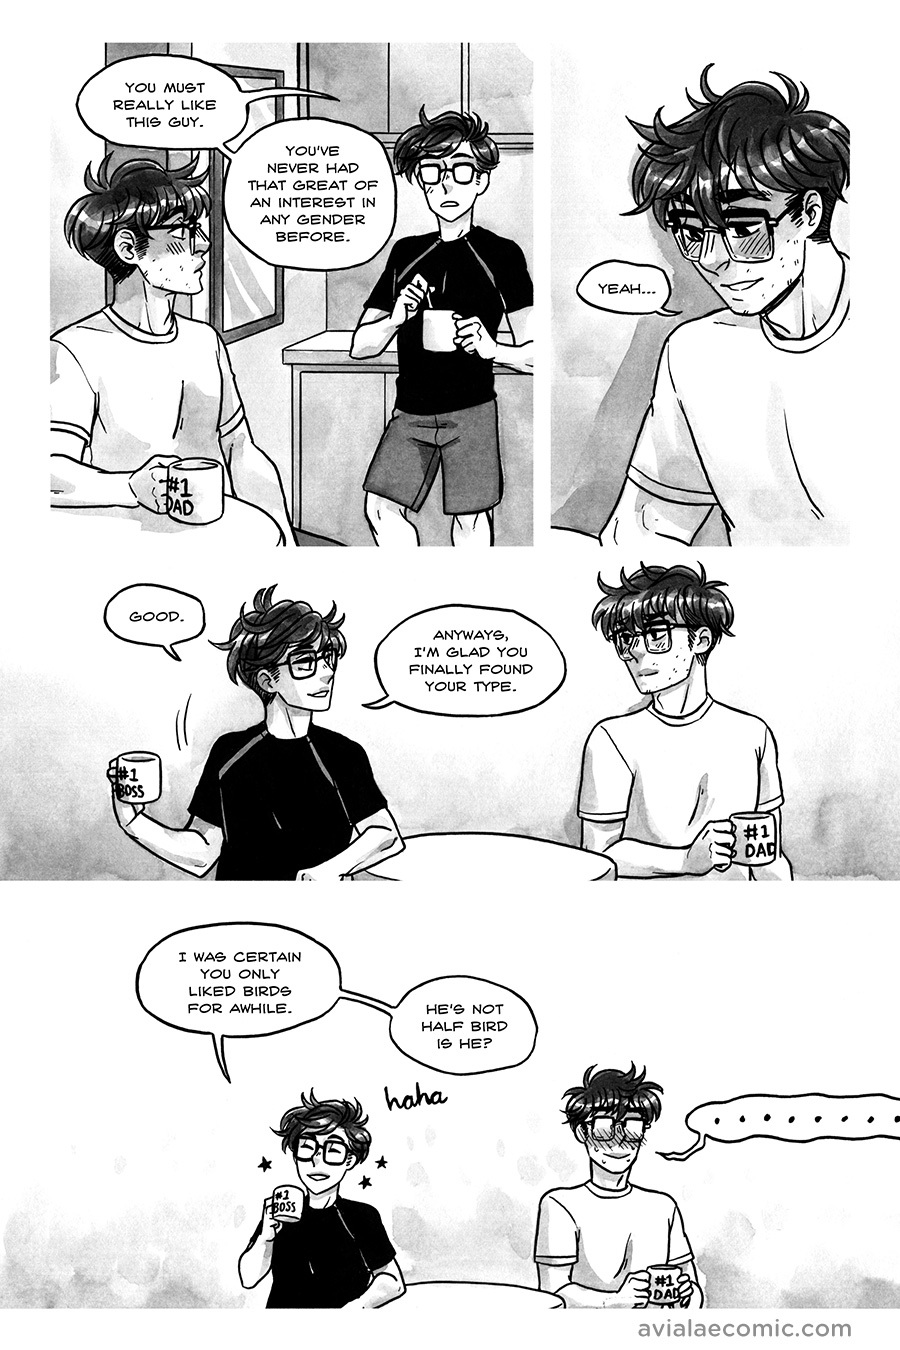 YOU MUST
REALLY LIKE
THIS GUY.
YOU'VE
NEVER HAD
THAT GREAT OF
AN INTEREST IN
ANY GENDER
BEFORE.
#1
DAD
YEAH...
GOOD.
ANYWAYS,
I'M GLAD YOU
FINALLY FOUND
YOUR TYPE.
#1
BOSS
#1
DAD
I WAS CERTAIN
YOU ONLY
LIKED BIRDS
FOR AWHILE.
HE'S NOT
HALF BIRD
IS HE?
haha
........
#1
BOSS
#1
DAD
avialaecomic.com